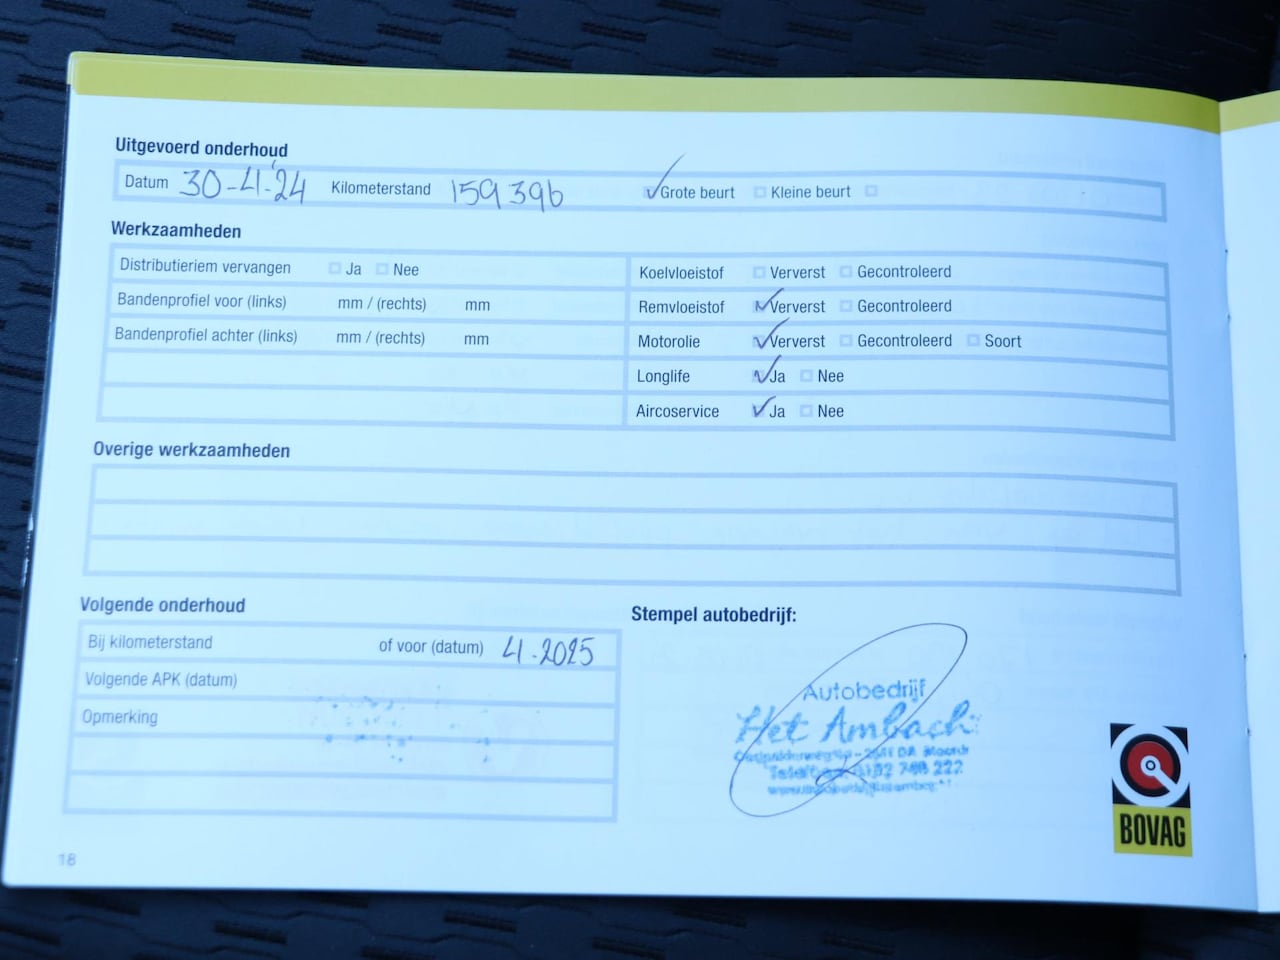 Uitgevoerd onderhoud
Datum 30-4-'24 Kilometerstand 159396 Grote beurt Kleine beurt
Werkzaamheden
Distributieriem vervangen Ja Nee
Bandenprofiel voor (links) mm / (rechts) mm
Bandenprofiel achter (links) mm / (rechts) mm
Koelvloeistof Ververst Gecontroleerd
Remvloeistof Ververst Gecontroleerd
Motorolie Ververst Gecontroleerd Soort
Longlife Ja Nee
Aircoservice Ja Nee
Overige werkzaamheden
Volgende onderhoud
Bij kilometerstand of voor (datum) 4.2025
Volgende APK (datum)
Opmerking
Stempel autobedrijf:
Autobedrijf
Het Ambach
222
BOVAG
18